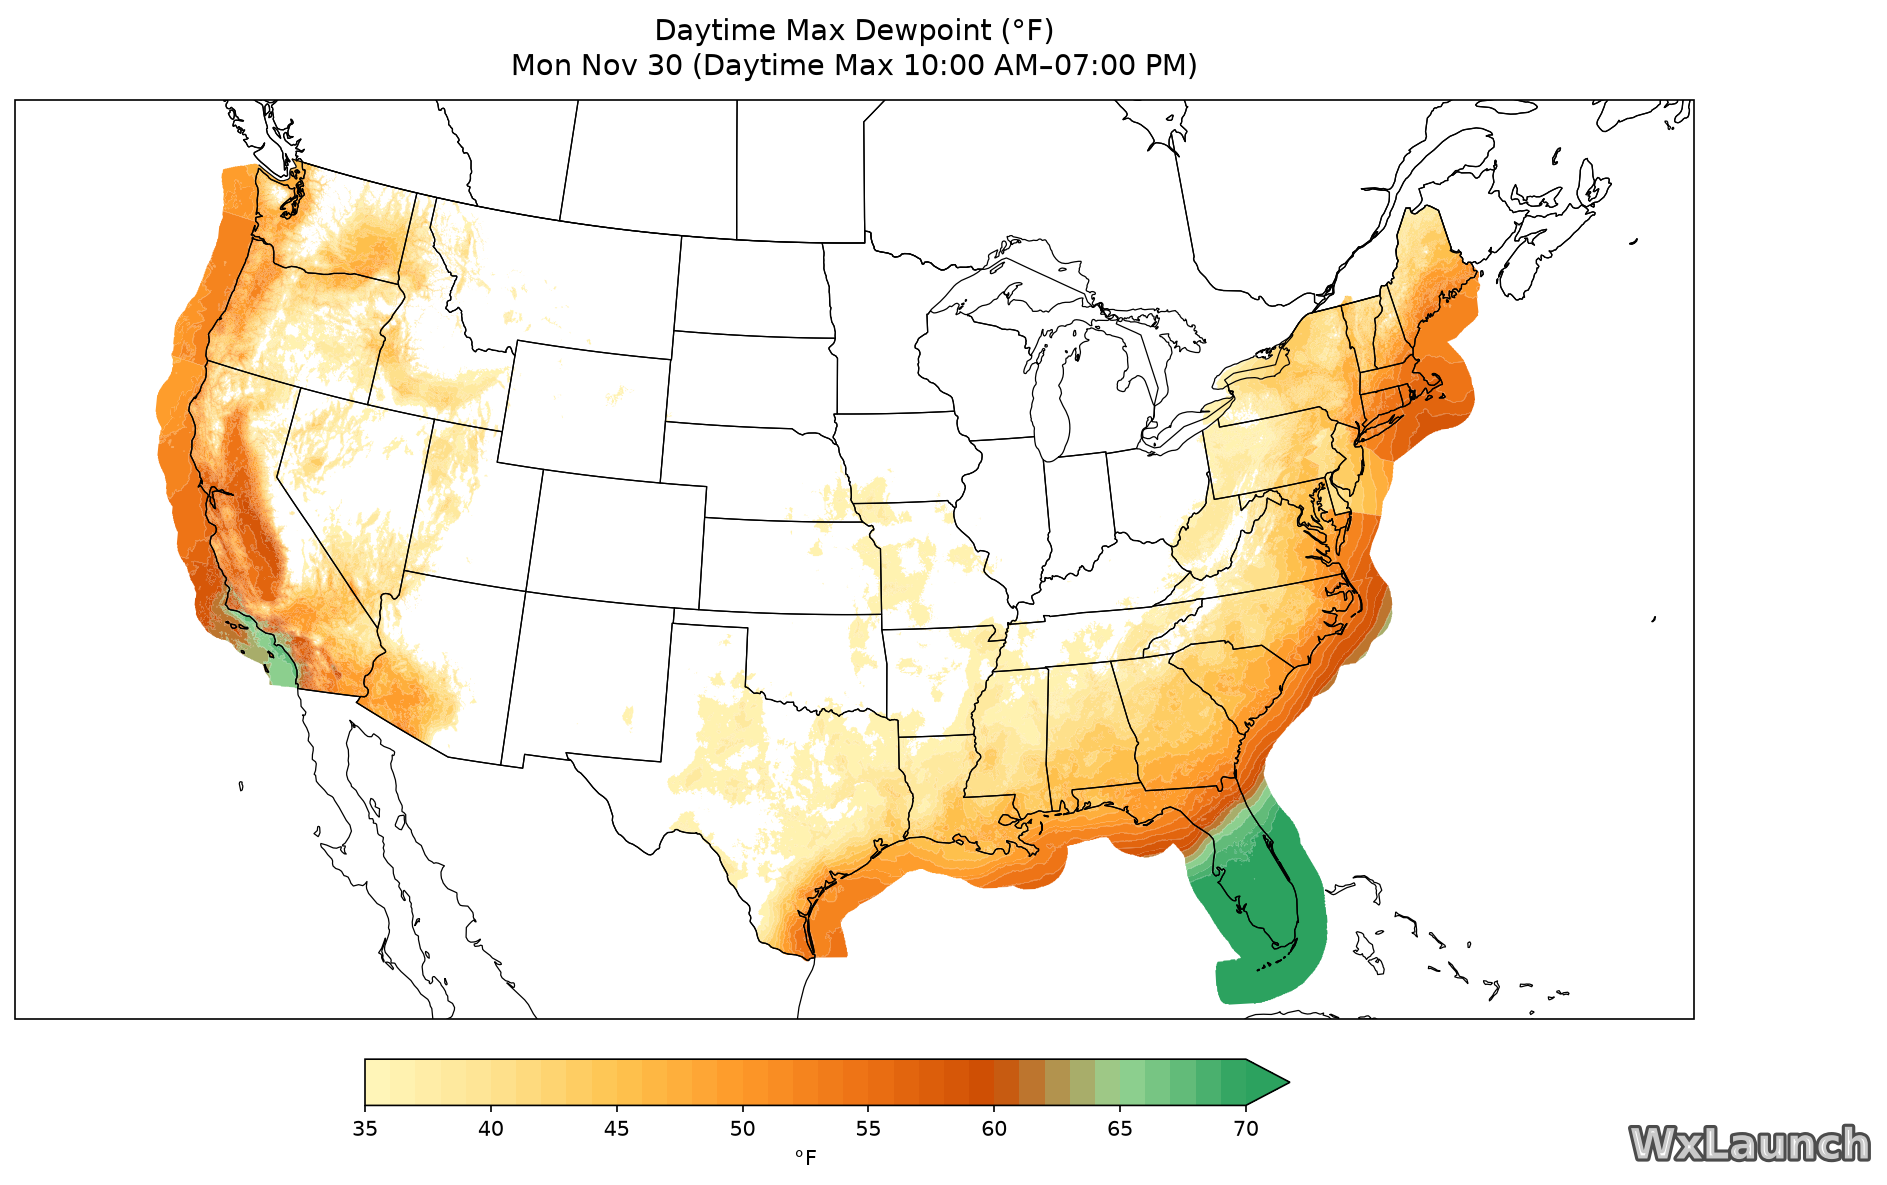 Daytime Max Dewpoint (°F)
Mon Nov 30 (Daytime Max 10:00 AM–07:00 PM)
35 40 45 50 55 60 65 70
°F
WxLaunch